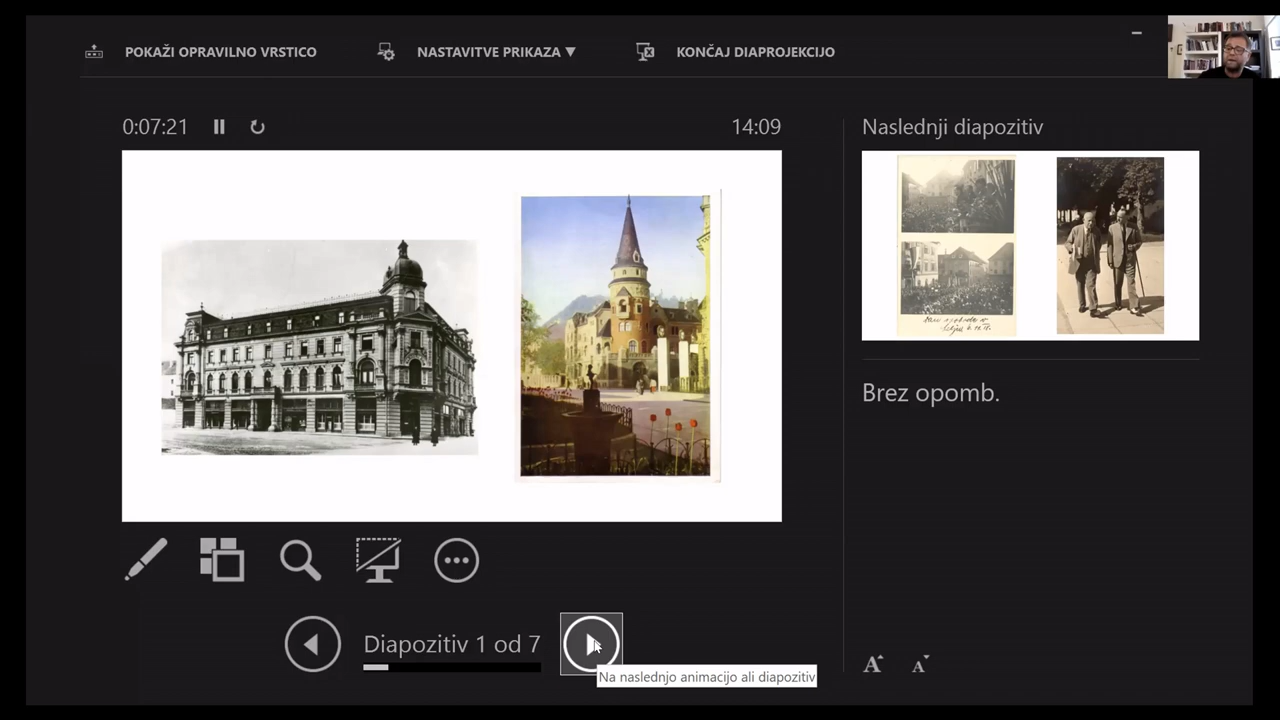 POKAŽI OPRAVILNO VRSTICO
NASTAVITVE PRIKAZA ▼
KONČAJ DIAPROJEKCIJO
0:07:21
14:09
Naslednji diapozitiv
Brez opomb.
Diapozitiv 1 od 7
Na naslednjo animacijo ali diapozitiv
A A